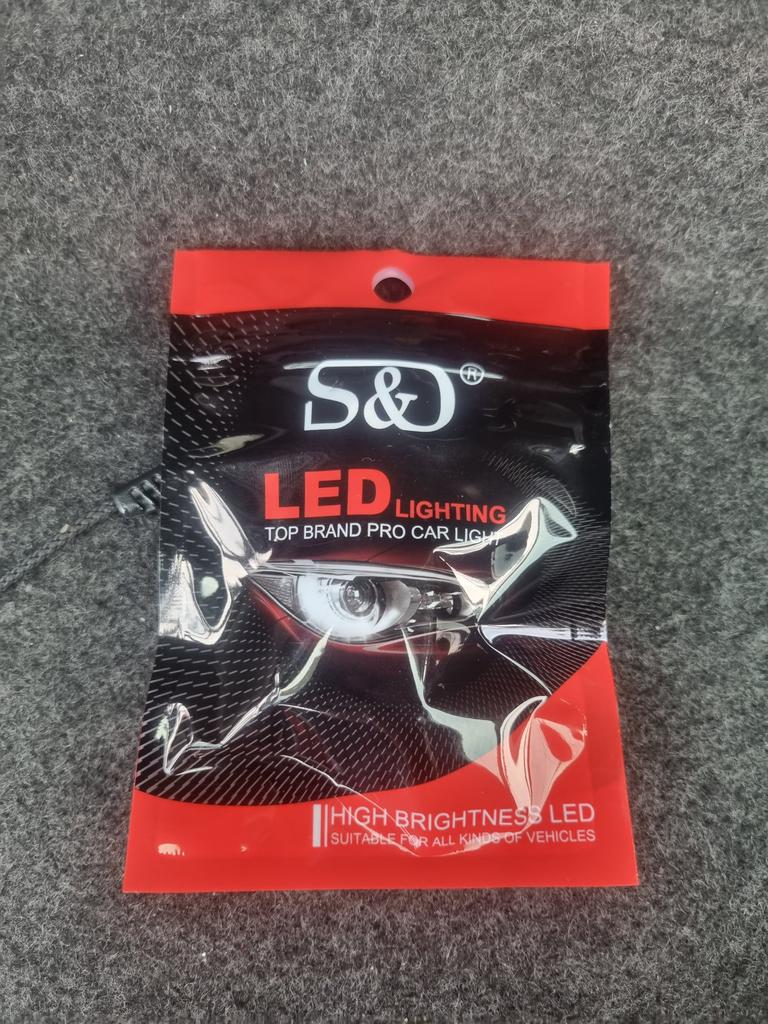 S&D®
LED LIGHTING
TOP BRAND PRO CAR LIGHT
HIGH BRIGHTNESS LED
SUITABLE FOR ALL KINDS OF VEHICLES